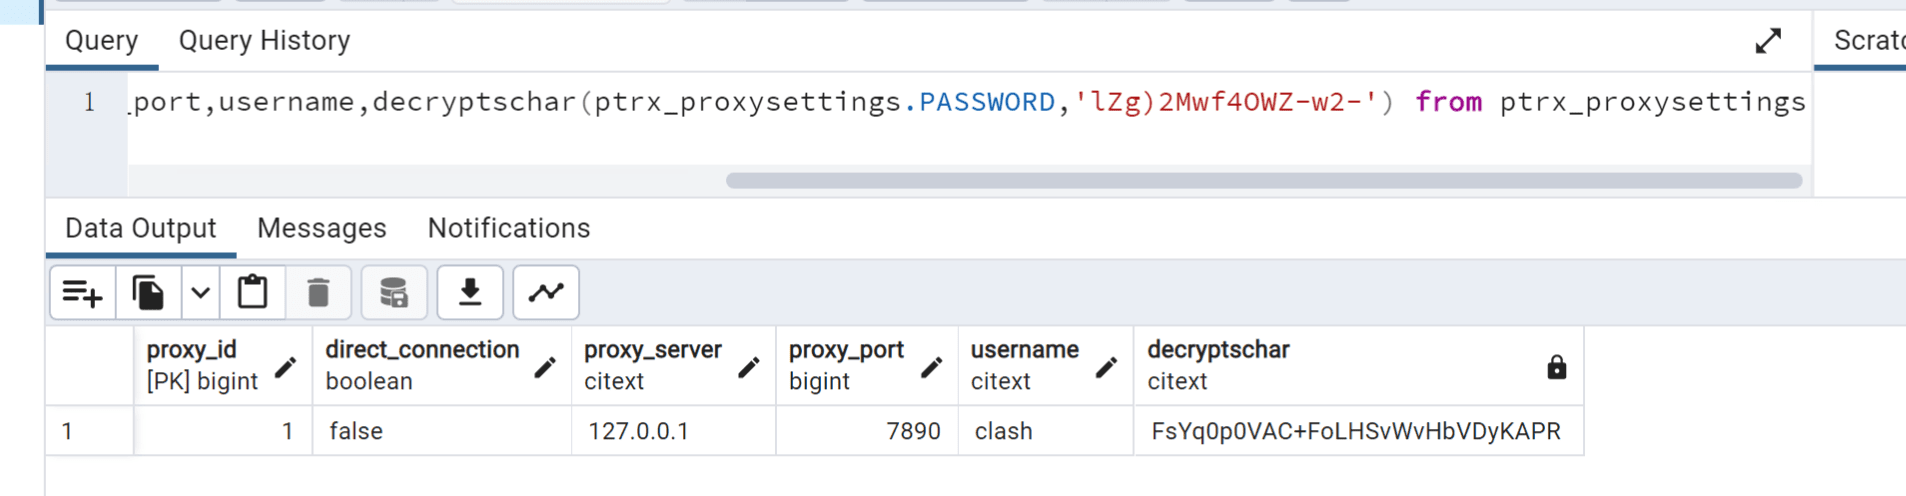 Query Query History
1 _port,username,decryptschar(ptrx_proxysettings.PASSWORD,'lZg)2Mwf4OWZ-w2-') from ptrx_proxysettings
Data Output Messages Notifications
proxy_id direct_connection proxy_server proxy_port username decryptschar
[PK] bigint boolean citext bigint citext citext
1 1 false 127.0.0.1 7890 clash FsYq0p0VAC+FoLHSvWvHbVDyKAPR